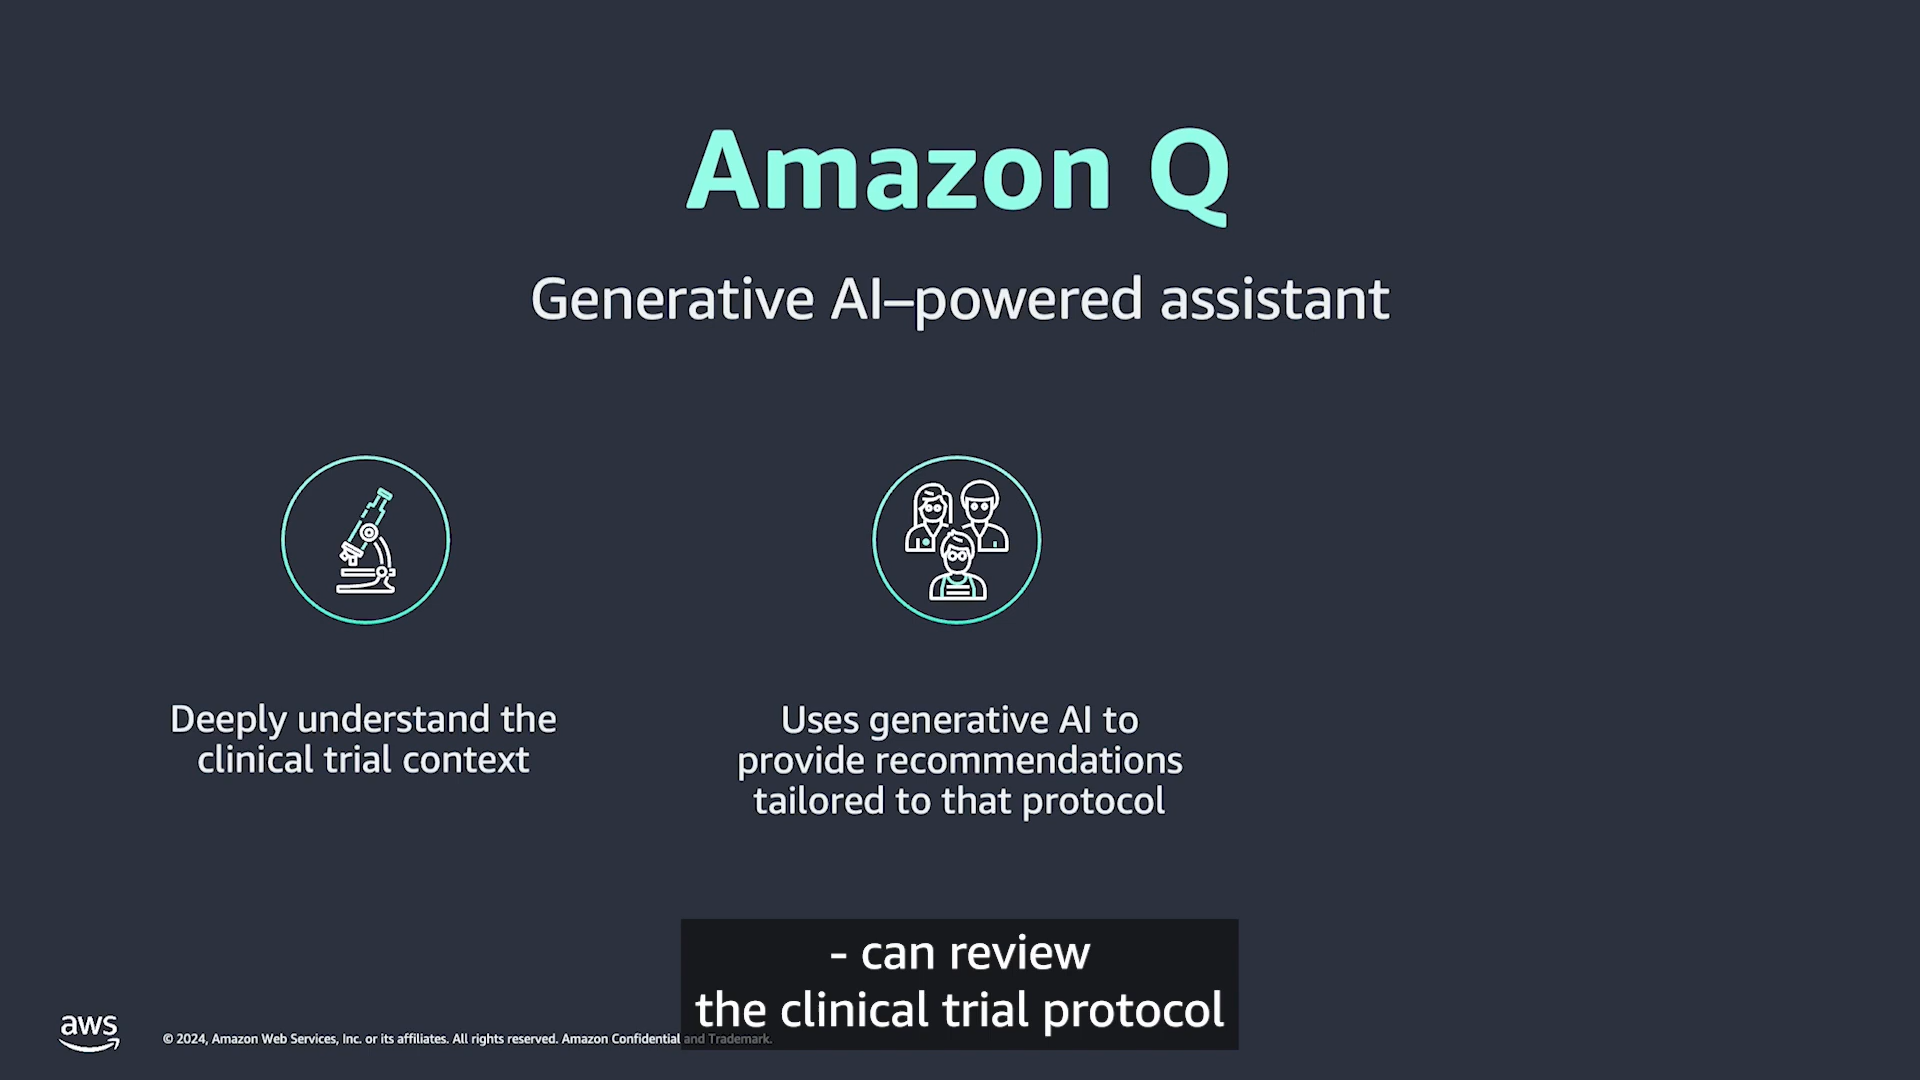 Amazon Q
Generative AI–powered assistant
Deeply understand the
clinical trial context
Uses generative AI to
provide recommendations
tailored to that protocol
- can review
the clinical trial protocol
aws
© 2024, Amazon Web Services, Inc. or its affiliates. All rights reserved. Amazon Confidential and Trademark.